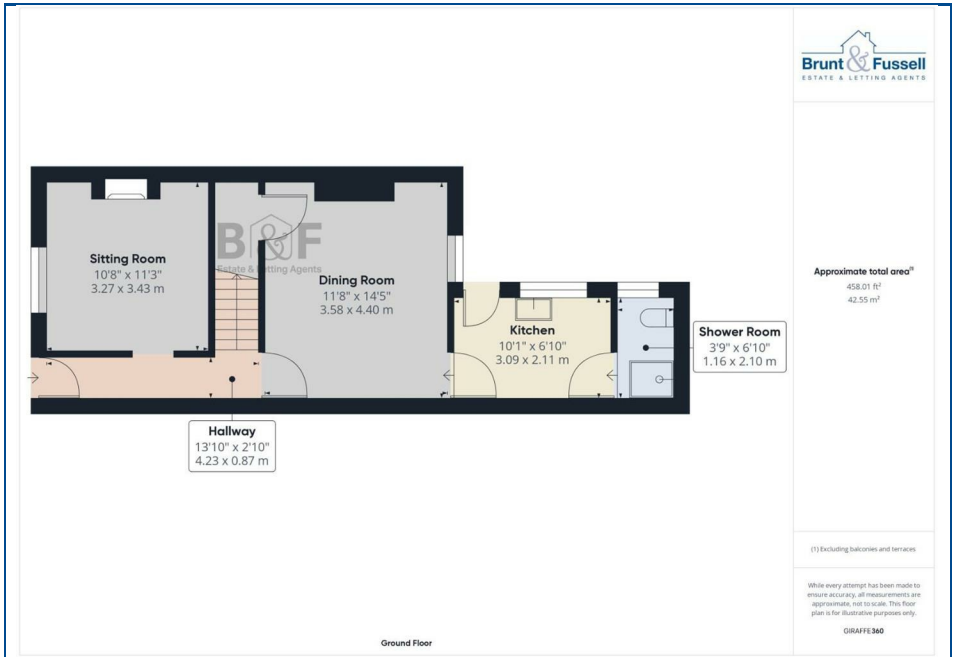 Brunt & Fussell
ESTATE & LETTING AGENTS
B&F
Estate & Letting Agents
Sitting Room
10'8" x 11'3"
3.27 x 3.43 m
Dining Room
11'8" x 14'5"
3.58 x 4.40 m
Kitchen
10'1" x 6'10"
3.09 x 2.11 m
Shower Room
3'9" x 6'10"
1.16 x 2.10 m
Hallway
13'10" x 2'10"
4.23 x 0.87 m
Ground Floor
Approximate total area(1)
458.01 ft²
42.55 m²
(1) Excluding balconies and terraces
While every attempt has been made to
ensure accuracy, all measurements are
approximate, not to scale. This floor
plan is for illustrative purposes only.
GIRAFFE360